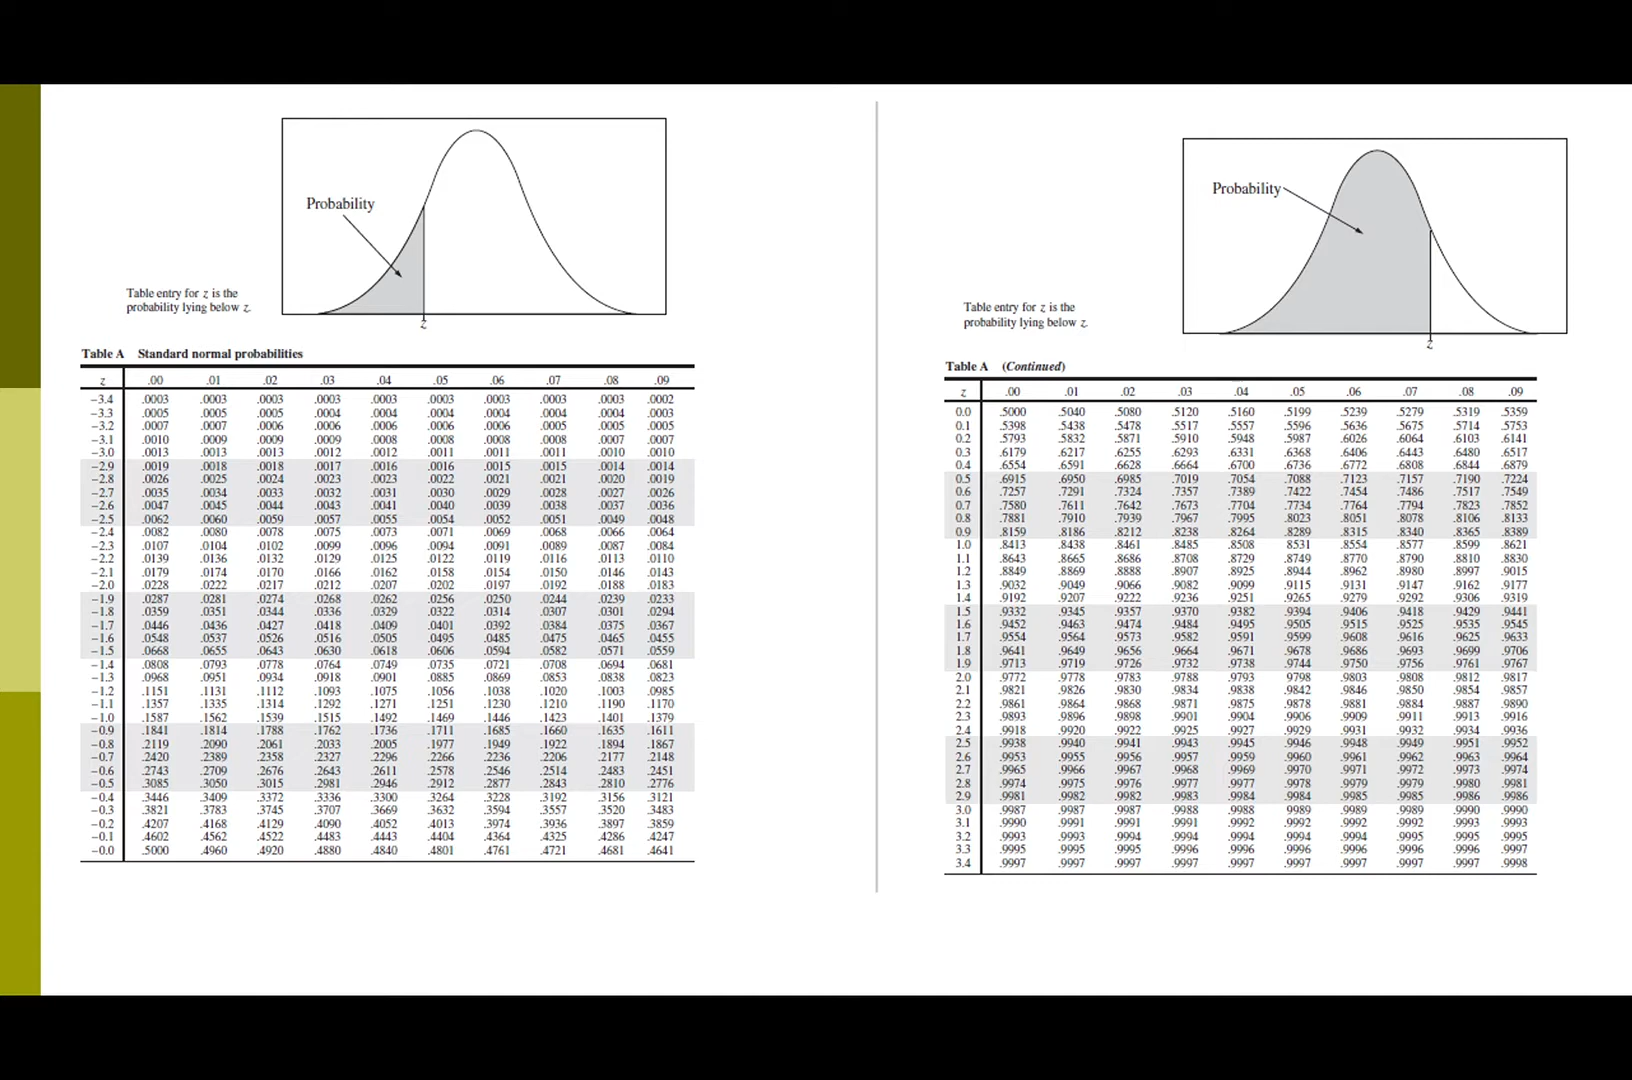 Probability
Table entry for z is the
probability lying below z.
z
Table A Standard normal probabilities
z .00 .01 .02 .03 .04 .05 .06 .07 .08 .09
−3.4 .0003 .0003 .0003 .0003 .0003 .0003 .0003 .0003 .0003 .0002
−3.3 .0005 .0005 .0005 .0004 .0004 .0004 .0004 .0004 .0004 .0003
−3.2 .0007 .0007 .0006 .0006 .0006 .0006 .0006 .0005 .0005 .0005
−3.1 .0010 .0009 .0009 .0009 .0008 .0008 .0008 .0008 .0007 .0007
−3.0 .0013 .0013 .0013 .0012 .0012 .0011 .0011 .0011 .0010 .0010
−2.9 .0019 .0018 .0018 .0017 .0016 .0016 .0015 .0015 .0014 .0014
−2.8 .0026 .0025 .0024 .0023 .0023 .0022 .0021 .0021 .0020 .0019
−2.7 .0035 .0034 .0033 .0032 .0031 .0030 .0029 .0028 .0027 .0026
−2.6 .0047 .0045 .0044 .0043 .0041 .0040 .0039 .0038 .0037 .0036
−2.5 .0062 .0060 .0059 .0057 .0055 .0054 .0052 .0051 .0049 .0048
−2.4 .0082 .0080 .0078 .0075 .0073 .0071 .0069 .0068 .0066 .0064
−2.3 .0107 .0104 .0102 .0099 .0096 .0094 .0091 .0089 .0087 .0084
−2.2 .0139 .0136 .0132 .0129 .0125 .0122 .0119 .0116 .0113 .0110
−2.1 .0179 .0174 .0170 .0166 .0162 .0158 .0154 .0150 .0146 .0143
−2.0 .0228 .0222 .0217 .0212 .0207 .0202 .0197 .0192 .0188 .0183
−1.9 .0287 .0281 .0274 .0268 .0262 .0256 .0250 .0244 .0239 .0233
−1.8 .0359 .0351 .0344 .0336 .0329 .0322 .0314 .0307 .0301 .0294
−1.7 .0446 .0436 .0427 .0418 .0409 .0401 .0392 .0384 .0375 .0367
−1.6 .0548 .0537 .0526 .0516 .0505 .0495 .0485 .0475 .0465 .0455
−1.5 .0668 .0655 .0643 .0630 .0618 .0606 .0594 .0582 .0571 .0559
−1.4 .0808 .0793 .0778 .0764 .0749 .0735 .0721 .0708 .0694 .0681
−1.3 .0968 .0951 .0934 .0918 .0901 .0885 .0869 .0853 .0838 .0823
−1.2 .1151 .1131 .1112 .1093 .1075 .1056 .1038 .1020 .1003 .0985
−1.1 .1357 .1335 .1314 .1292 .1271 .1251 .1230 .1210 .1190 .1170
−1.0 .1587 .1562 .1539 .1515 .1492 .1469 .1446 .1423 .1401 .1379
−0.9 .1841 .1814 .1788 .1762 .1736 .1711 .1685 .1660 .1635 .1611
−0.8 .2119 .2090 .2061 .2033 .2005 .1977 .1949 .1922 .1894 .1867
−0.7 .2420 .2389 .2358 .2327 .2296 .2266 .2236 .2206 .2177 .2148
−0.6 .2743 .2709 .2676 .2643 .2611 .2578 .2546 .2514 .2483 .2451
−0.5 .3085 .3050 .3015 .2981 .2946 .2912 .2877 .2843 .2810 .2776
−0.4 .3446 .3409 .3372 .3336 .3300 .3264 .3228 .3192 .3156 .3121
−0.3 .3821 .3783 .3745 .3707 .3669 .3632 .3594 .3557 .3520 .3483
−0.2 .4207 .4168 .4129 .4090 .4052 .4013 .3974 .3936 .3897 .3859
−0.1 .4602 .4562 .4522 .4483 .4443 .4404 .4364 .4325 .4286 .4247
−0.0 .5000 .4960 .4920 .4880 .4840 .4801 .4761 .4721 .4681 .4641
Probability
Table entry for z is the
probability lying below z.
z
Table A (Continued)
z .00 .01 .02 .03 .04 .05 .06 .07 .08 .09
0.0 .5000 .5040 .5080 .5120 .5160 .5199 .5239 .5279 .5319 .5359
0.1 .5398 .5438 .5478 .5517 .5557 .5596 .5636 .5675 .5714 .5753
0.2 .5793 .5832 .5871 .5910 .5948 .5987 .6026 .6064 .6103 .6141
0.3 .6179 .6217 .6255 .6293 .6331 .6368 .6406 .6443 .6480 .6517
0.4 .6554 .6591 .6628 .6664 .6700 .6736 .6772 .6808 .6844 .6879
0.5 .6915 .6950 .6985 .7019 .7054 .7088 .7123 .7157 .7190 .7224
0.6 .7257 .7291 .7324 .7357 .7389 .7422 .7454 .7486 .7517 .7549
0.7 .7580 .7611 .7642 .7673 .7704 .7734 .7764 .7794 .7823 .7852
0.8 .7881 .7910 .7939 .7967 .7995 .8023 .8051 .8078 .8106 .8133
0.9 .8159 .8186 .8212 .8238 .8264 .8289 .8315 .8340 .8365 .8389
1.0 .8413 .8438 .8461 .8485 .8508 .8531 .8554 .8577 .8599 .8621
1.1 .8643 .8665 .8686 .8708 .8729 .8749 .8770 .8790 .8810 .8830
1.2 .8849 .8869 .8888 .8907 .8925 .8944 .8962 .8980 .8997 .9015
1.3 .9032 .9049 .9066 .9082 .9099 .9115 .9131 .9147 .9162 .9177
1.4 .9192 .9207 .9222 .9236 .9251 .9265 .9279 .9292 .9306 .9319
1.5 .9332 .9345 .9357 .9370 .9382 .9394 .9406 .9418 .9429 .9441
1.6 .9452 .9463 .9474 .9484 .9495 .9505 .9515 .9525 .9535 .9545
1.7 .9554 .9564 .9573 .9582 .9591 .9599 .9608 .9616 .9625 .9633
1.8 .9641 .9649 .9656 .9664 .9671 .9678 .9686 .9693 .9699 .9706
1.9 .9713 .9719 .9726 .9732 .9738 .9744 .9750 .9756 .9761 .9767
2.0 .9772 .9778 .9783 .9788 .9793 .9798 .9803 .9808 .9812 .9817
2.1 .9821 .9826 .9830 .9834 .9838 .9842 .9846 .9850 .9854 .9857
2.2 .9861 .9864 .9868 .9871 .9875 .9878 .9881 .9884 .9887 .9890
2.3 .9893 .9896 .9898 .9901 .9904 .9906 .9909 .9911 .9913 .9916
2.4 .9918 .9920 .9922 .9925 .9927 .9929 .9931 .9932 .9934 .9936
2.5 .9938 .9940 .9941 .9943 .9945 .9946 .9948 .9949 .9951 .9952
2.6 .9953 .9955 .9956 .9957 .9959 .9960 .9961 .9962 .9963 .9964
2.7 .9965 .9966 .9967 .9968 .9969 .9970 .9971 .9972 .9973 .9974
2.8 .9974 .9975 .9976 .9977 .9977 .9978 .9979 .9979 .9980 .9981
2.9 .9981 .9982 .9982 .9983 .9984 .9984 .9985 .9985 .9986 .9986
3.0 .9987 .9987 .9987 .9988 .9988 .9989 .9989 .9989 .9990 .9990
3.1 .9990 .9991 .9991 .9991 .9992 .9992 .9992 .9992 .9993 .9993
3.2 .9993 .9993 .9994 .9994 .9994 .9994 .9994 .9995 .9995 .9995
3.3 .9995 .9995 .9995 .9996 .9996 .9996 .9996 .9996 .9996 .9997
3.4 .9997 .9997 .9997 .9997 .9997 .9997 .9997 .9997 .9997 .9998